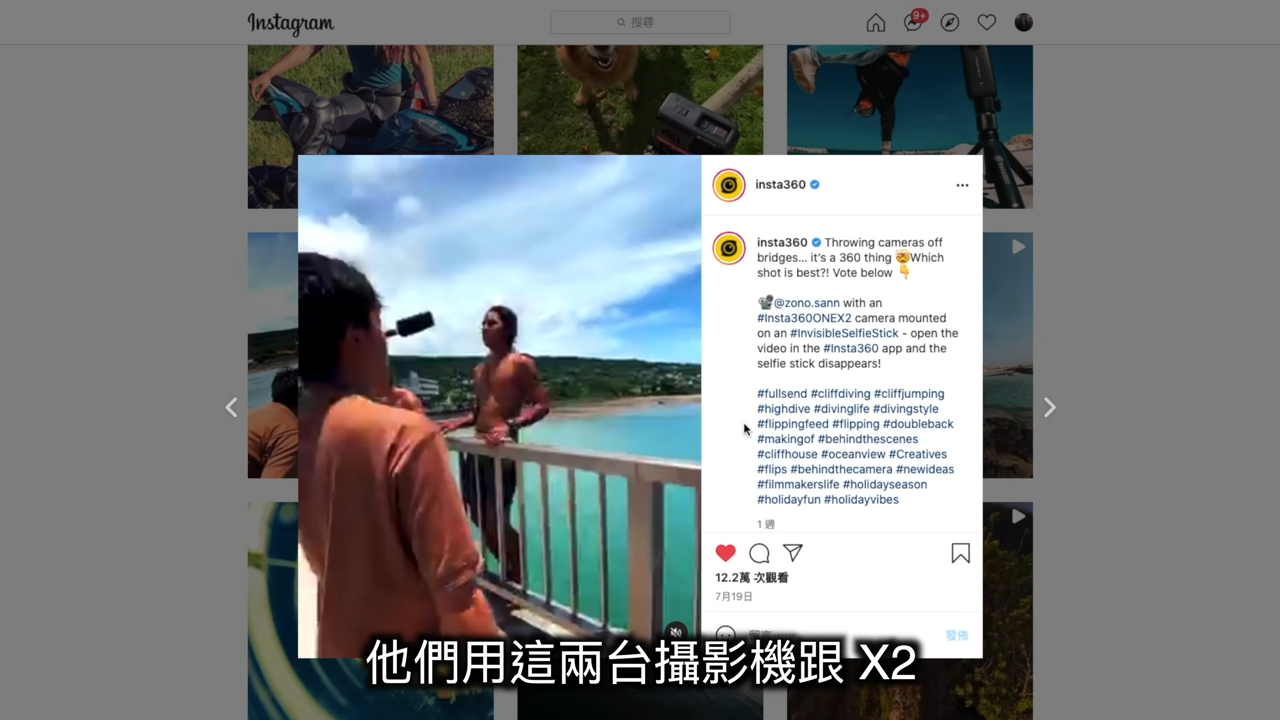 Instagram
搜尋
9+
insta360
insta360 Throwing cameras off
bridges... it's a 360 thing 🤯Which
shot is best?! Vote below 👇
📽@zono.sann with an
#Insta360ONEX2 camera mounted
on an #InvisibleSelfieStick - open the
video in the #Insta360 app and the
selfie stick disappears!
#fullsend #cliffdiving #cliffjumping
#highdive #divinglife #divingstyle
#flippingfeed #flipping #doubleback
#makingof #behindthescenes
#cliffhouse #oceanview #Creatives
#flips #behindthecamera #newideas
#filmmakerslife #holidayseason
#holidayfun #holidayvibes
1 週
12.2萬 次觀看
7月19日
發佈
他們用這兩台攝影機跟 X2